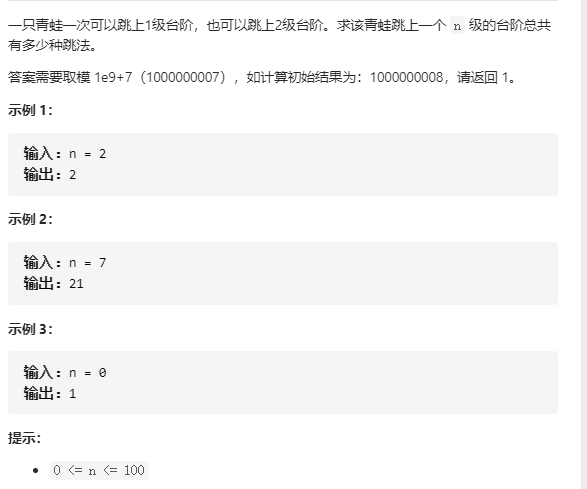 一只青蛙一次可以跳上1级台阶，也可以跳上2级台阶。求该青蛙跳上一个 n 级的台阶总共
有多少种跳法。
答案需要取模 1e9+7（1000000007），如计算初始结果为：1000000008，请返回 1。
示例 1：
输入：n = 2
输出：2
示例 2：
输入：n = 7
输出：21
示例 3：
输入：n = 0
输出：1
提示：
0 <= n <= 100